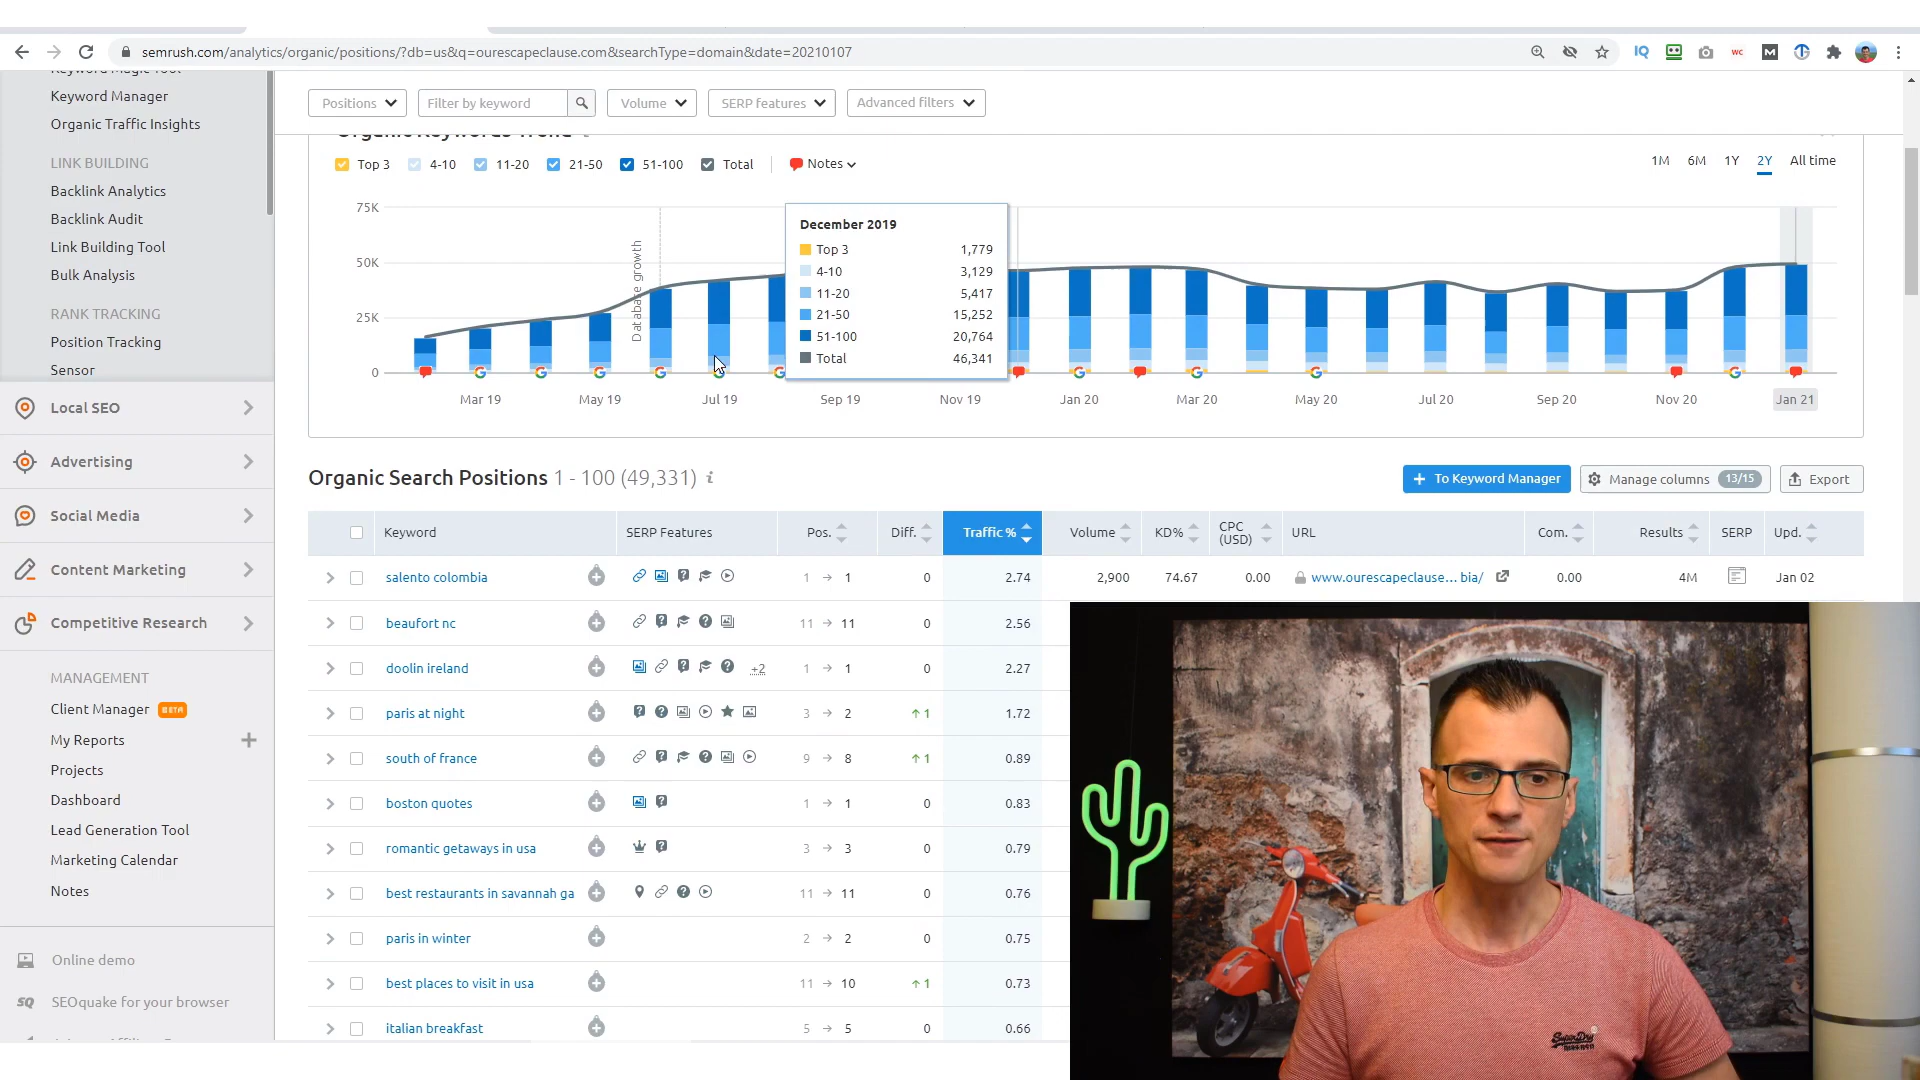 semrush.com/analytics/organic/positions/?db=us&q=ourescapeclause.com&searchType=domain&date=20210107
IQ
WC
M
Keyword Magic Tool
Keyword Manager
Organic Traffic Insights
LINK BUILDING
Backlink Analytics
Backlink Audit
Link Building Tool
Bulk Analysis
RANK TRACKING
Position Tracking
Sensor
Local SEO
Advertising
Social Media
Content Marketing
Competitive Research
MANAGEMENT
Client Manager BETA
My Reports
Projects
Dashboard
Lead Generation Tool
Marketing Calendar
Notes
Online demo
SQ SEOquake for your browser
Positions
Filter by keyword
Volume
SERP features
Advanced filters
Organic Keywords Trend
Top 3 4-10 11-20 21-50 51-100 Total Notes
1M 6M 1Y 2Y All time
75K
50K
25K
0
Database growth
December 2019
Top 3 1,779
4-10 3,129
11-20 5,417
21-50 15,252
51-100 20,764
Total 46,341
Mar 19 May 19 Jul 19 Sep 19 Nov 19 Jan 20 Mar 20 May 20 Jul 20 Sep 20 Nov 20 Jan 21
Organic Search Positions 1 - 100 (49,331) i
+ To Keyword Manager
Manage columns 13/15
Export
Keyword SERP Features Pos. Diff. Traffic % Volume KD% CPC (USD) URL Com. Results SERP Upd.
salento colombia 1 → 1 0 2.74 2,900 74.67 0.00 www.ourescapeclause... bia/ 0.00 4M Jan 02
beaufort nc 11 → 11 0 2.56
doolin ireland +2 1 → 1 0 2.27
paris at night 3 → 2 ↑ 1 1.72
south of france 9 → 8 ↑ 1 0.89
boston quotes 1 → 1 0 0.83
romantic getaways in usa 3 → 3 0 0.79
best restaurants in savannah ga 11 → 11 0 0.76
paris in winter 2 → 2 0 0.75
best places to visit in usa 11 → 10 ↑ 1 0.73
italian breakfast 5 → 5 0 0.66
SuperDry